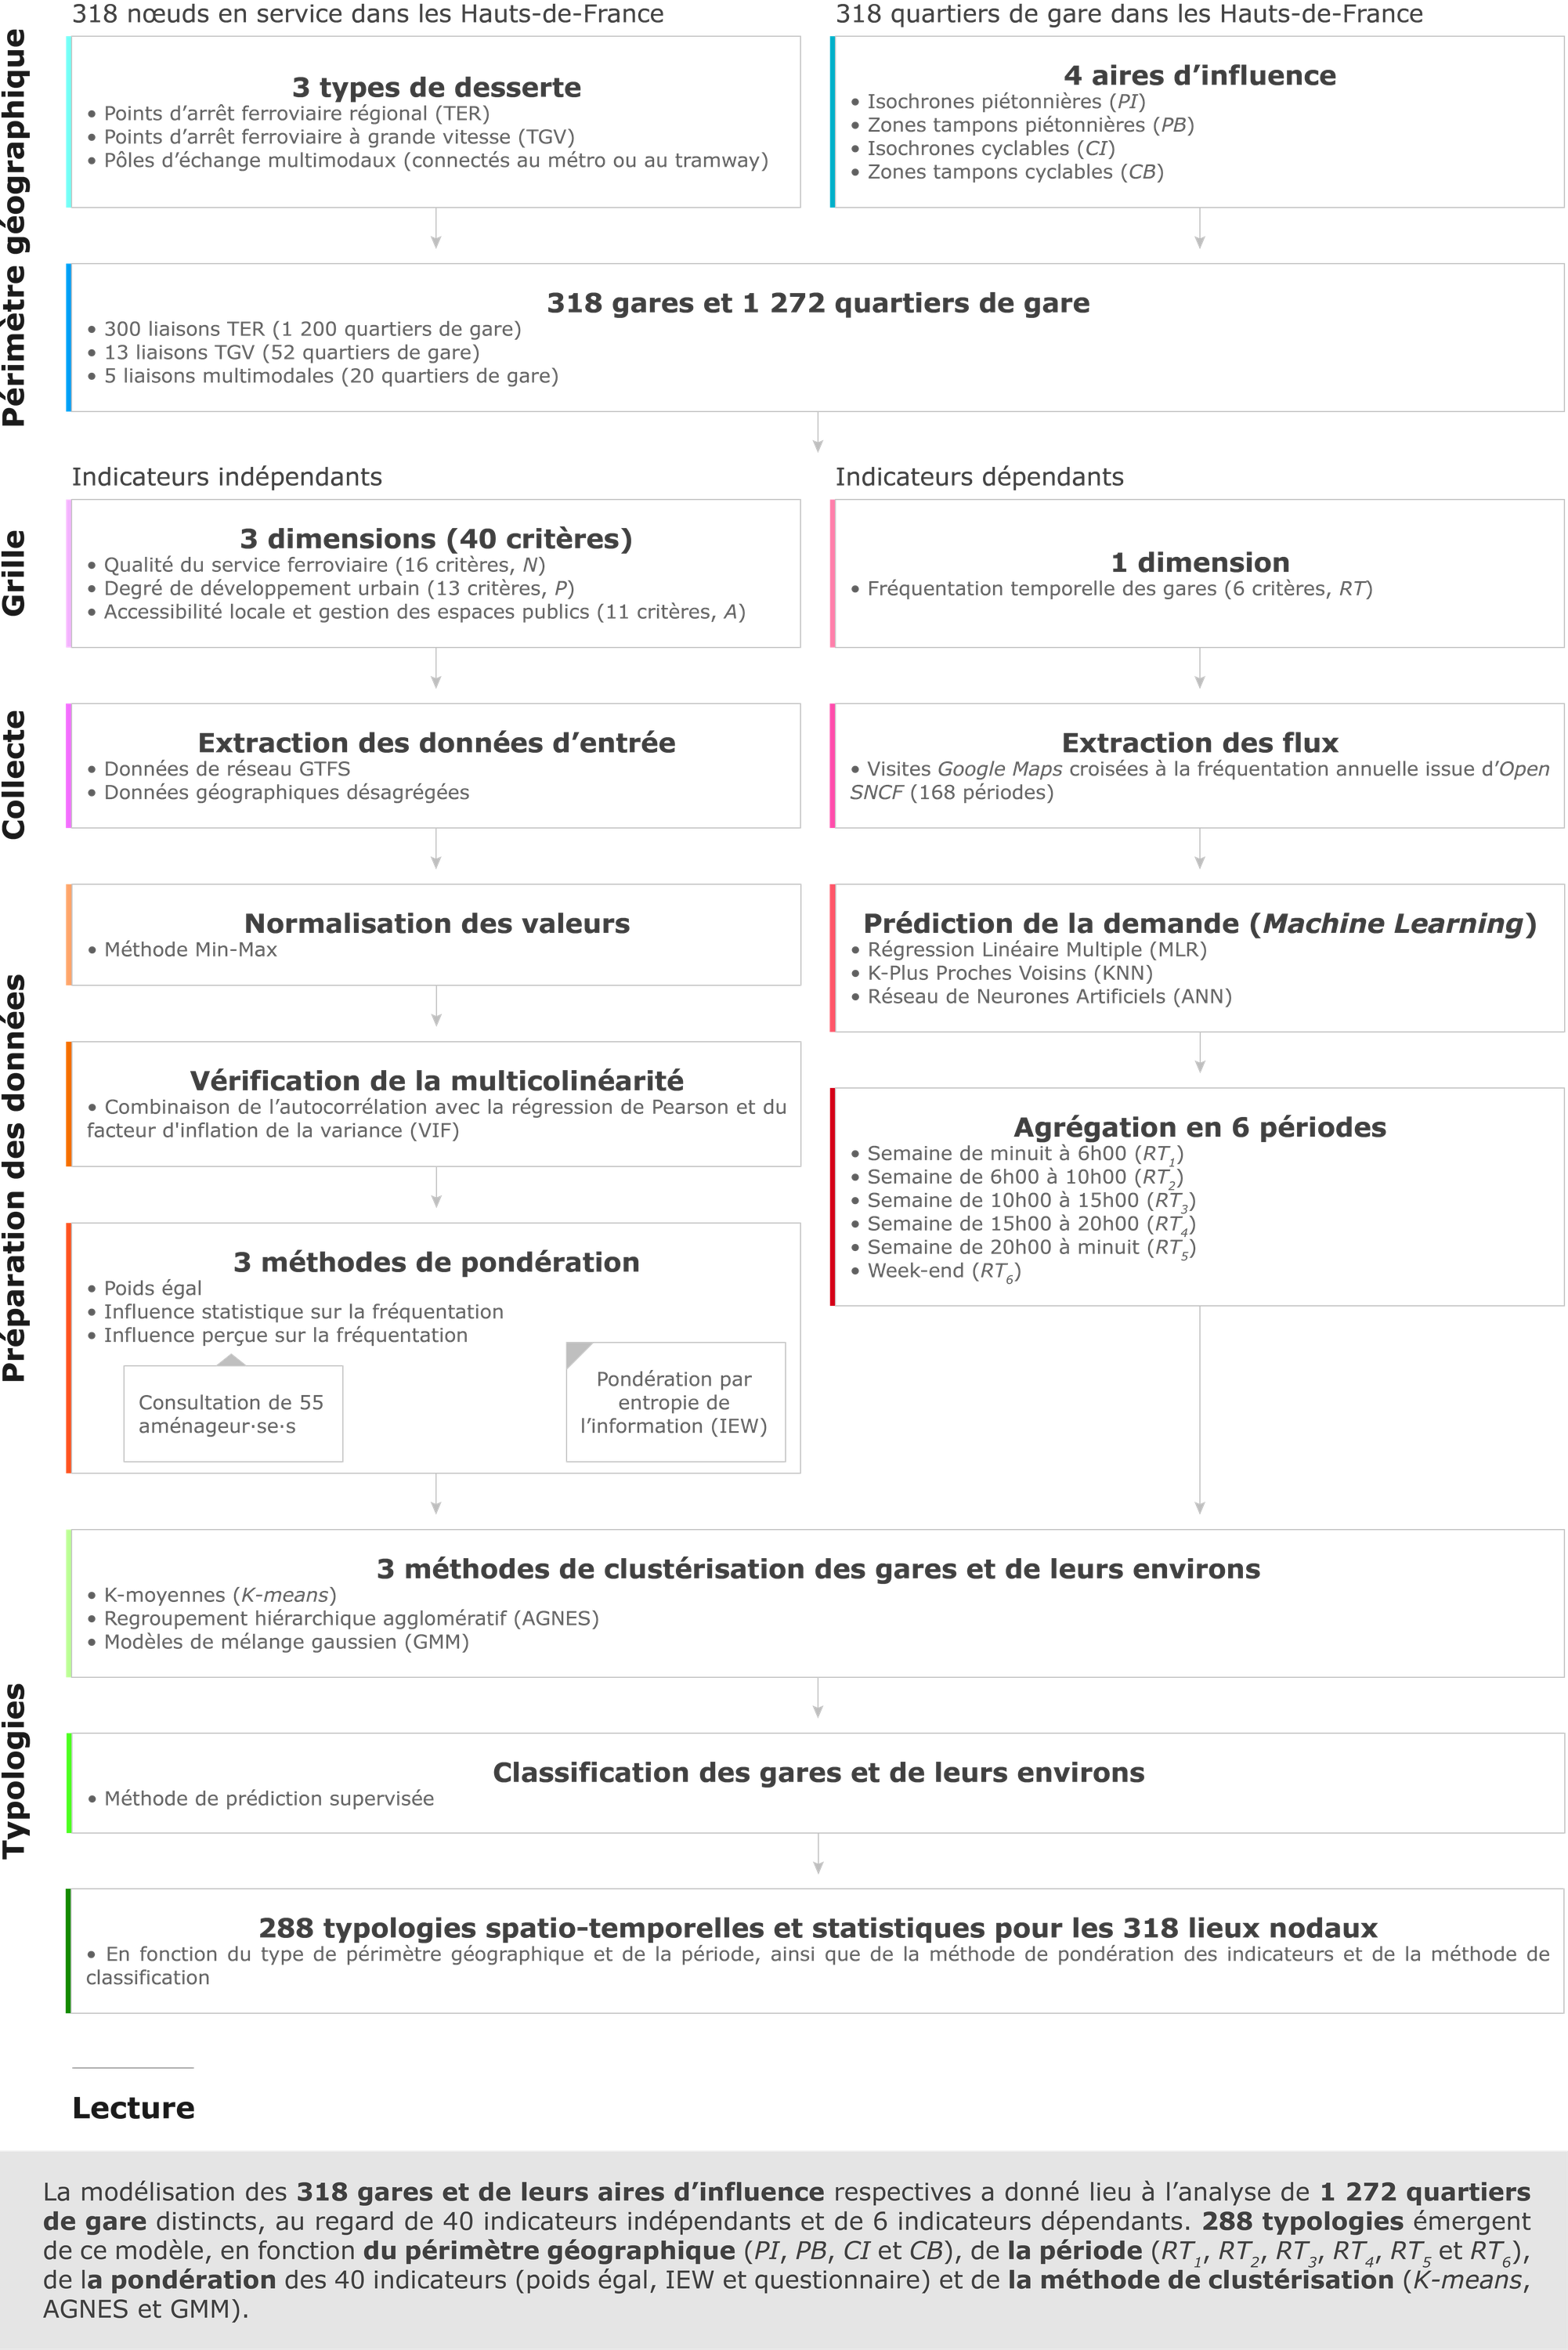 318 nœuds en service dans les Hauts-de-France
318 quartiers de gare dans les Hauts-de-France
Périmètre géographique
3 types de desserte
• Points d’arrêt ferroviaire régional (TER)
• Points d’arrêt ferroviaire à grande vitesse (TGV)
• Pôles d’échange multimodaux (connectés au métro ou au tramway)
4 aires d’influence
• Isochrones piétonnières (PI)
• Zones tampons piétonnières (PB)
• Isochrones cyclables (CI)
• Zones tampons cyclables (CB)
318 gares et 1 272 quartiers de gare
• 300 liaisons TER (1 200 quartiers de gare)
• 13 liaisons TGV (52 quartiers de gare)
• 5 liaisons multimodales (20 quartiers de gare)
Grille
Indicateurs indépendants
3 dimensions (40 critères)
• Qualité du service ferroviaire (16 critères, N)
• Degré de développement urbain (13 critères, P)
• Accessibilité locale et gestion des espaces publics (11 critères, A)
Indicateurs dépendants
1 dimension
• Fréquentation temporelle des gares (6 critères, RT)
Collecte
Extraction des données d’entrée
• Données de réseau GTFS
• Données géographiques désagrégées
Extraction des flux
• Visites Google Maps croisées à la fréquentation annuelle issue d’Open
SNCF (168 périodes)
Préparation des données
Normalisation des valeurs
• Méthode Min-Max
Vérification de la multicolinéarité
• Combinaison de l’autocorrélation avec la régression de Pearson et du
facteur d'inflation de la variance (VIF)
3 méthodes de pondération
• Poids égal
• Influence statistique sur la fréquentation
• Influence perçue sur la fréquentation
Consultation de 55
aménageur·se·s
Pondération par
entropie de
l’information (IEW)
Prédiction de la demande (Machine Learning)
• Régression Linéaire Multiple (MLR)
• K-Plus Proches Voisins (KNN)
• Réseau de Neurones Artificiels (ANN)
Agrégation en 6 périodes
• Semaine de minuit à 6h00 (RT1)
• Semaine de 6h00 à 10h00 (RT2)
• Semaine de 10h00 à 15h00 (RT3)
• Semaine de 15h00 à 20h00 (RT4)
• Semaine de 20h00 à minuit (RT5)
• Week-end (RT6)
Typologies
3 méthodes de clustérisation des gares et de leurs environs
• K-moyennes (K-means)
• Regroupement hiérarchique agglomératif (AGNES)
• Modèles de mélange gaussien (GMM)
Classification des gares et de leurs environs
• Méthode de prédiction supervisée
288 typologies spatio-temporelles et statistiques pour les 318 lieux nodaux
• En fonction du type de périmètre géographique et de la période, ainsi que de la méthode de pondération des indicateurs et de la méthode de
classification
Lecture
La modélisation des 318 gares et de leurs aires d’influence respectives a donné lieu à l’analyse de 1 272 quartiers
de gare distincts, au regard de 40 indicateurs indépendants et de 6 indicateurs dépendants. 288 typologies émergent
de ce modèle, en fonction du périmètre géographique (PI, PB, CI et CB), de la période (RT1, RT2, RT3, RT4, RT5 et RT6),
de la pondération des 40 indicateurs (poids égal, IEW et questionnaire) et de la méthode de clustérisation (K-means,
AGNES et GMM).